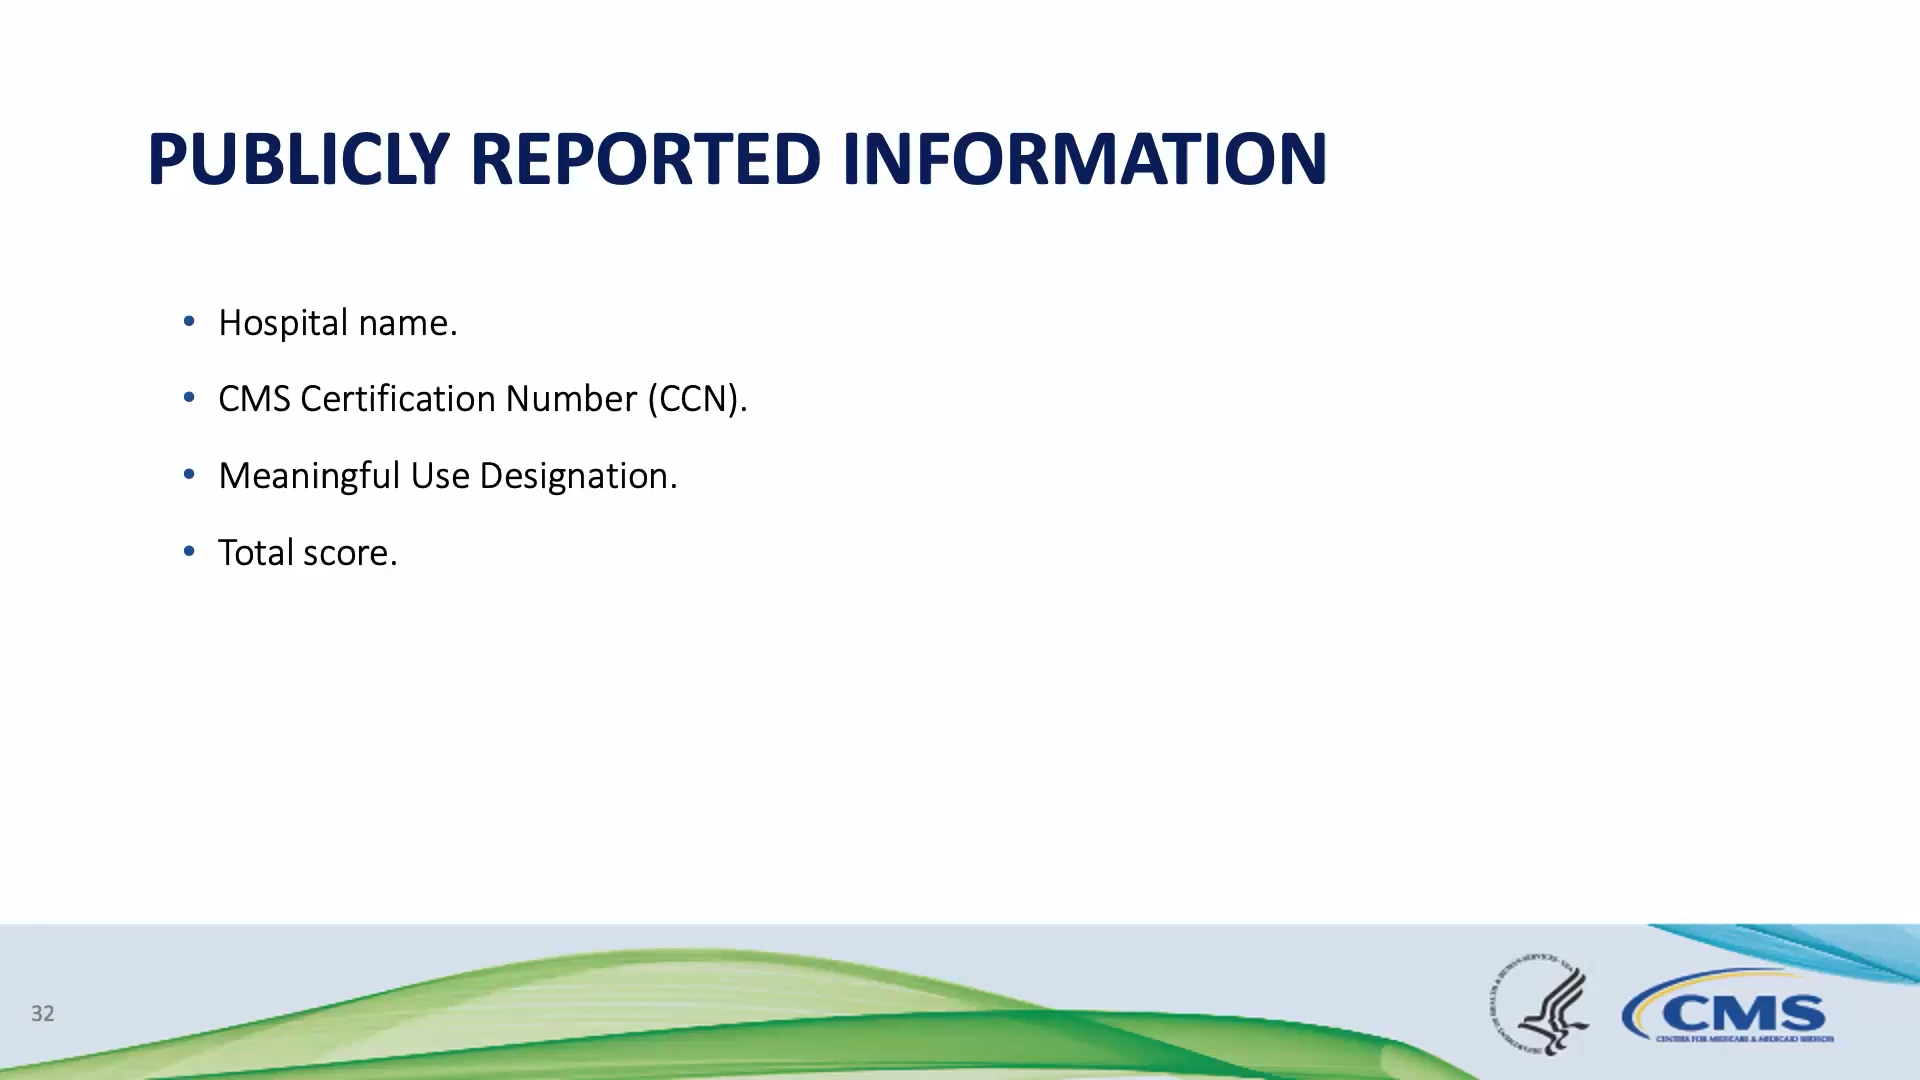 PUBLICLY REPORTED INFORMATION
• Hospital name.
• CMS Certification Number (CCN).
• Meaningful Use Designation.
• Total score.
32
CMS
CENTERS FOR MEDICARE & MEDICAID SERVICES